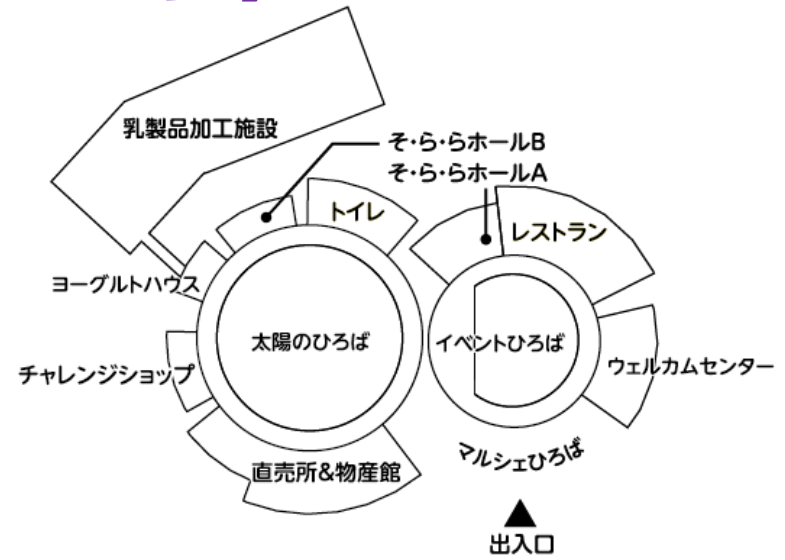 乳製品加工施設
そ・ら・らホールB
そ・ら・らホールA
トイレ
レストラン
ヨーグルトハウス
太陽のひろば
イベントひろば
チャレンジショップ
ウェルカムセンター
直売所&物産館
マルシェひろば
出入口